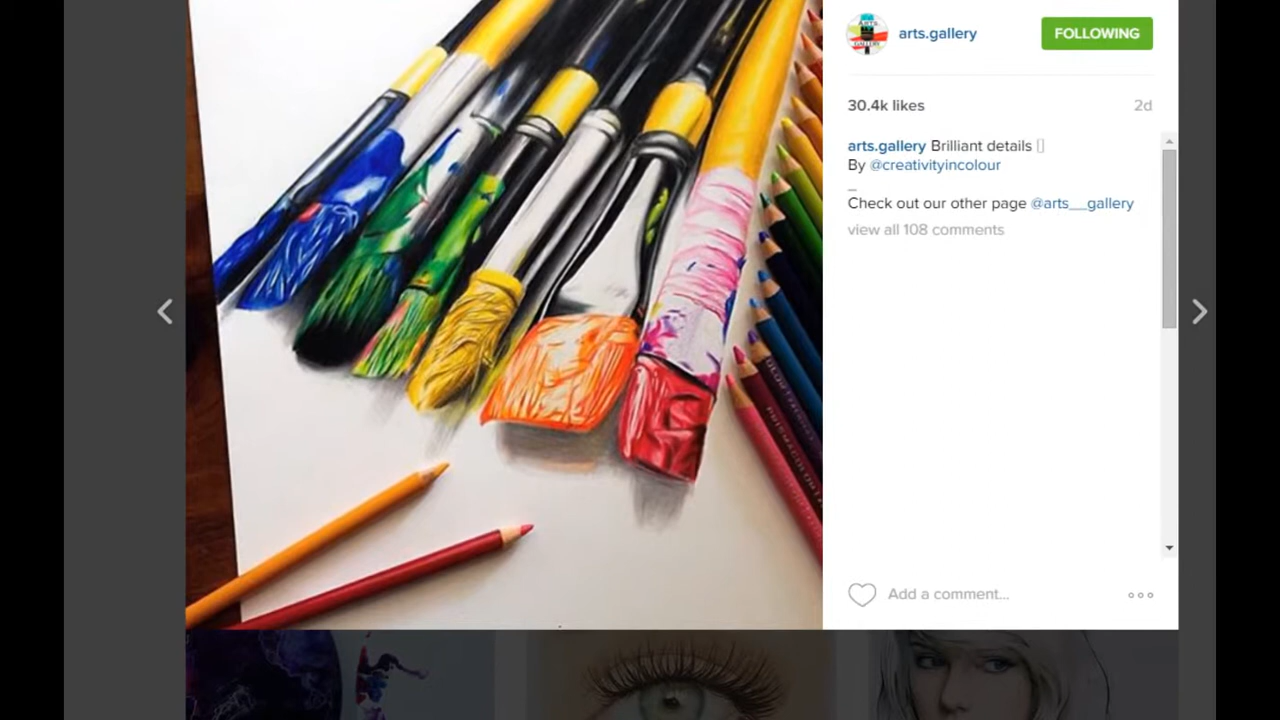 arts.gallery
FOLLOWING
30.4k likes
2d
arts.gallery Brilliant details
By @creativityincolour
_
Check out our other page @arts__gallery
view all 108 comments
Add a comment...